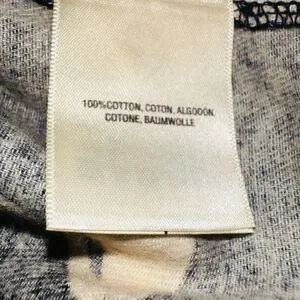 100%COTTON, COTON, ALGODON,
COTONE, BAUMWOLLE